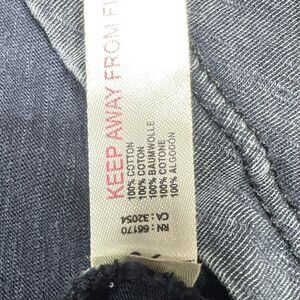 KEEP AWAY FROM FI
100% COTTON
100% COTON
100% BAUMWOLLE
100% COTONE
100% ALGODON
RN : 66170
CA : 32054